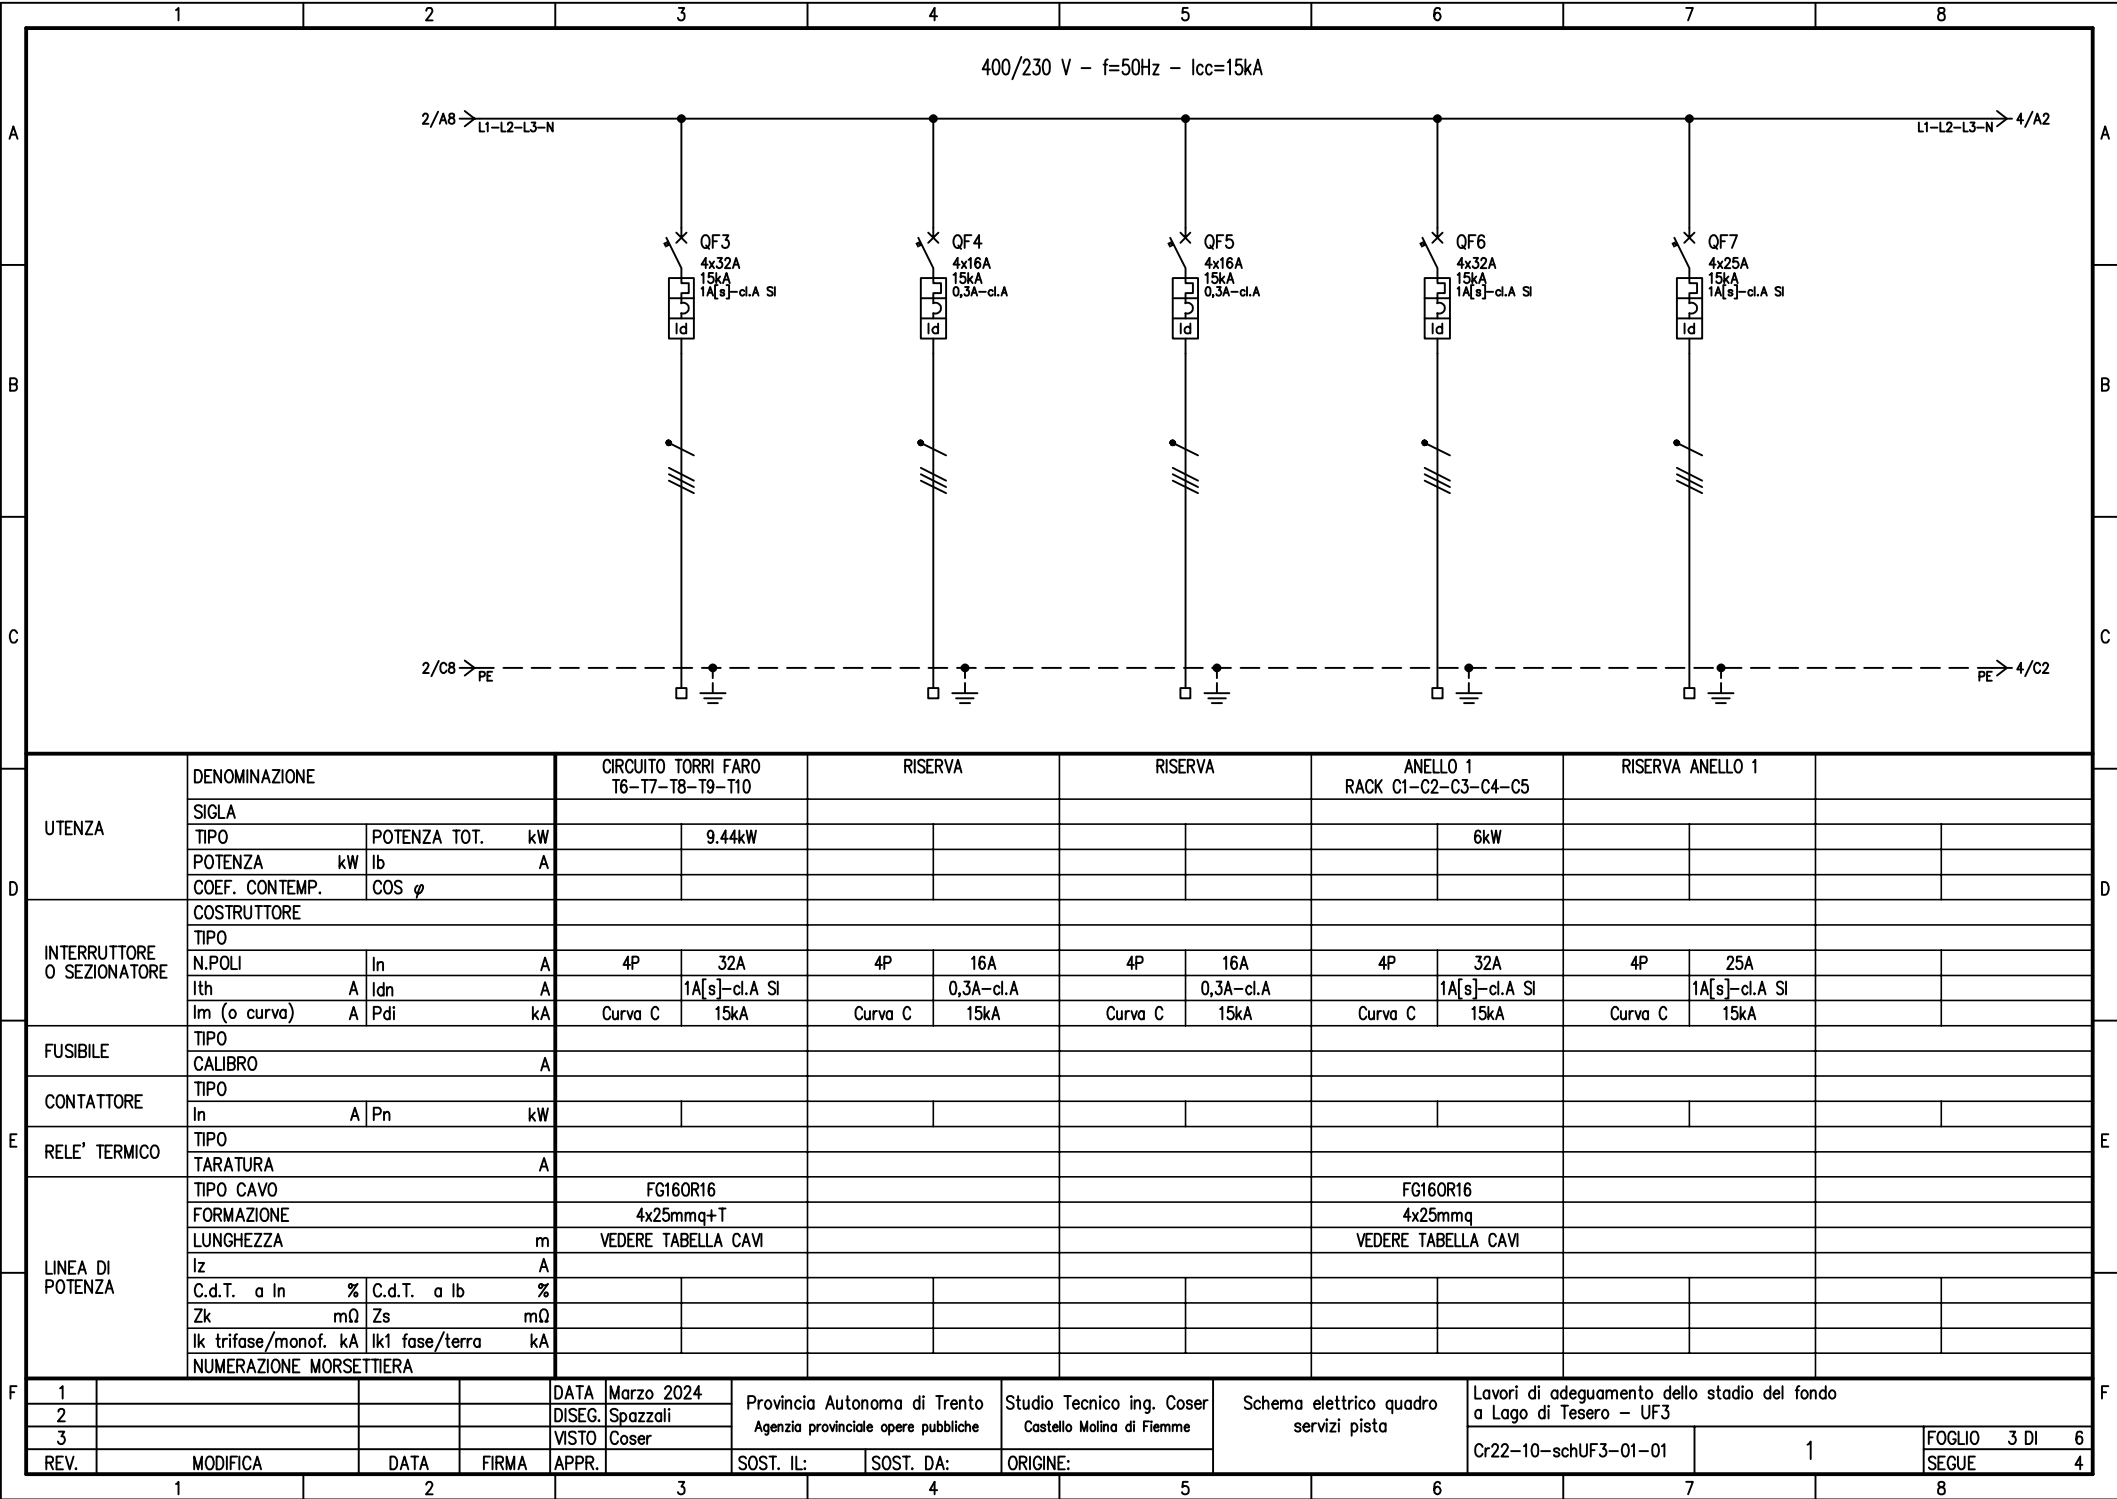 1 2 3 4 5 6 7 8
400/230 V – f=50Hz – Icc=15kA
A 2/A8 L1-L2-L3-N L1-L2-L3-N 4/A2 A
QF3 QF4 QF5 QF6 QF7
4x32A 4x16A 4x16A 4x32A 4x25A
15kA 15kA 15kA 15kA 15kA
1A[s]-cl.A SI 0,3A-cl.A 0,3A-cl.A 1A[s]-cl.A SI 1A[s]-cl.A SI
Id Id Id Id Id
B B
C C
2/C8 PE PE 4/C2
UTENZA
DENOMINAZIONE CIRCUITO TORRI FARO RISERVA RISERVA ANELLO 1 RISERVA ANELLO 1
T6-T7-T8-T9-T10 RACK C1-C2-C3-C4-C5
SIGLA
TIPO POTENZA TOT. kW 9.44kW 6kW
POTENZA kW Ib A
D COEF. CONTEMP. COS φ D
INTERRUTTORE
O SEZIONATORE
COSTRUTTORE
TIPO
N.POLI In A 4P 32A 4P 16A 4P 16A 4P 32A 4P 25A
Ith A Idn A 1A[s]-cl.A SI 0,3A-cl.A 0,3A-cl.A 1A[s]-cl.A SI 1A[s]-cl.A SI
Im (o curva) A Pdi kA Curva C 15kA Curva C 15kA Curva C 15kA Curva C 15kA Curva C 15kA
FUSIBILE
TIPO
CALIBRO A
CONTATTORE
TIPO
In A Pn kW
E RELE' TERMICO E
TIPO
TARATURA A
LINEA DI
POTENZA
TIPO CAVO FG16OR16 FG16OR16
FORMAZIONE 4x25mmq+T 4x25mmq
LUNGHEZZA m VEDERE TABELLA CAVI VEDERE TABELLA CAVI
Iz A
C.d.T. a In % C.d.T. a Ib %
Zk mΩ Zs mΩ
Ik trifase/monof. kA Ik1 fase/terra kA
NUMERAZIONE MORSETTIERA
F F
1 DATA Marzo 2024
2 DISEG. Spazzali
3 VISTO Coser
REV. MODIFICA DATA FIRMA APPR.
Provincia Autonoma di Trento
Agenzia provinciale opere pubbliche
SOST. IL: SOST. DA:
Studio Tecnico ing. Coser
Castello Molina di Fiemme
ORIGINE:
Schema elettrico quadro
servizi pista
Lavori di adeguamento dello stadio del fondo
a Lago di Tesero – UF3
Cr22-10-schUF3-01-01 1
FOGLIO 3 DI 6
SEGUE 4
1 2 3 4 5 6 7 8